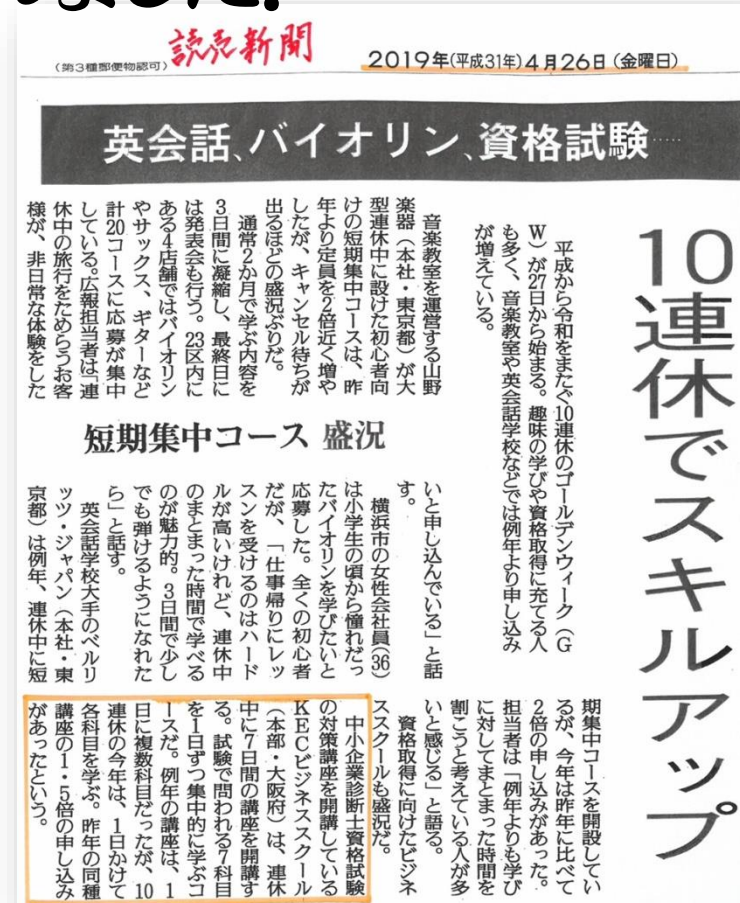 ました!
(第3種郵便物認可)
読売新聞
2019年(平成31年)4月26日(金曜日)
英会話、バイオリン、資格試験……
10連休でスキルアップ
平成から令和をまたぐ10連休のゴールデンウィーク(G
W)が27日から始まる。趣味の学びや資格取得に充てる人
も多く、音楽教室や英会話学校などでは例年より申し込み
が増えている。
短期集中コース 盛況
音楽教室を運営する山野
楽器(本社・東京都)が大
型連休中に設けた初心者向
けの短期集中コースは、昨
年より定員を2倍近く増や
したが、キャンセル待ちが
出るほどの盛況ぶりだ。
通常2か月で学ぶ内容を
3日間に凝縮し、最終日に
は発表会も行う。23区内に
ある4店舗ではバイオリン
やサックス、ギターなど
計20コースに応募が集中
している。広報担当者は「連
休中の旅行をためらうお客
様が、非日常な体験をした
いと申し込んでいる」と話
す。
横浜市の女性会社員(36)
は小学生の頃から憧れだっ
たバイオリンを学びたいと
応募した。全くの初心者
だが、「仕事帰りにレッ
スンを受けるのはハード
ルが高いけれど、連休中
のまとまった時間で学べる
のが魅力的。3日間で少し
でも弾けるようになれた
ら」と話す。
英会話学校大手のベルリ
ッツ・ジャパン(本社・東
京都)は例年、連休中に短
期集中コースを開設してい
るが、今年は昨年に比べて
2倍の申し込みがあった。
担当者は「例年よりも学び
に対してまとまった時間を
割こうと考えている人が多
いと感じる」と語る。
資格取得に向けたビジネ
ススクールも盛況だ。
中小企業診断士資格試験
の対策講座を開講している
KECビジネススクール
(本部・大阪府)は、連休
中に7日間の講座を開講す
る。試験で問われる7科目
を1日ずつ集中的に学ぶコ
ースだ。例年の講座は、1
日に複数科目だったが、10
連休の今年は、1日かけて
各科目を学ぶ。昨年の同種
講座の1・5倍の申し込み
があったという。